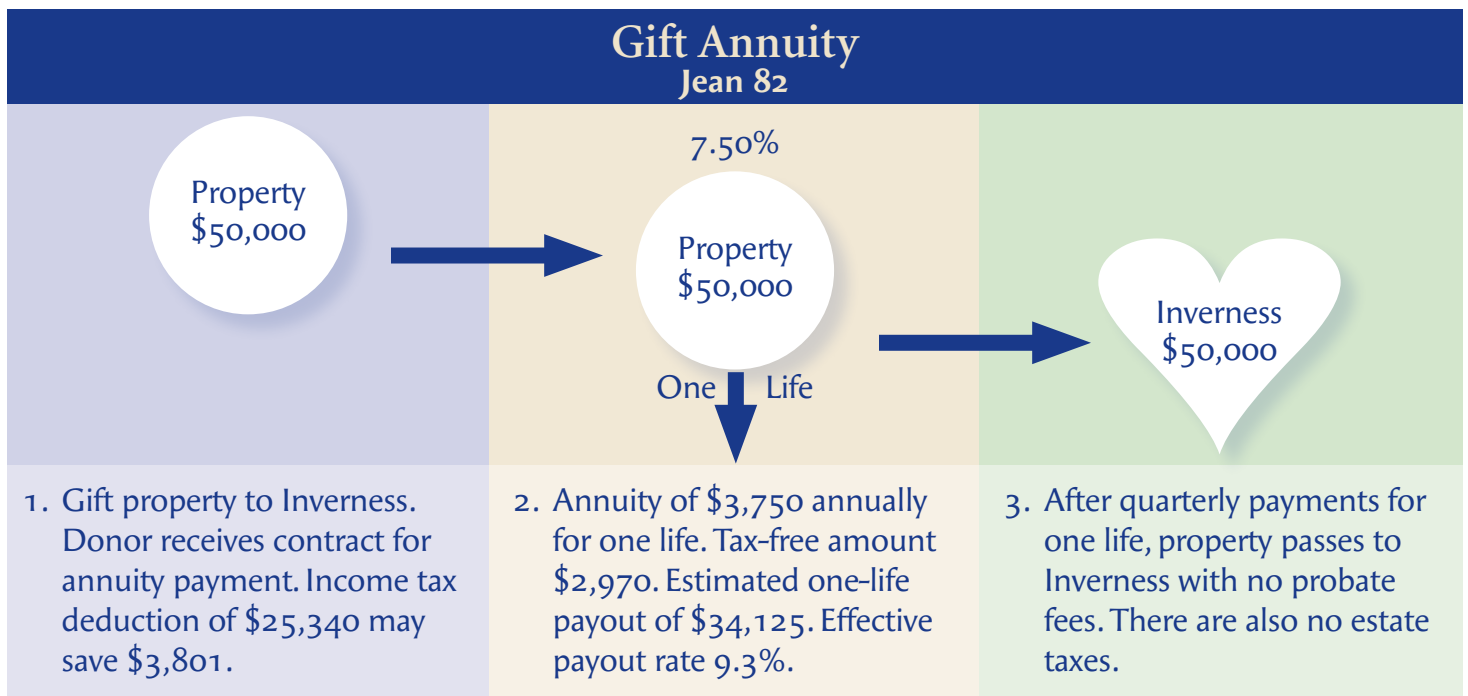 Gift Annuity
Jean 82
Property
$50,000
7.50%
Property
$50,000
One Life
Inverness
$50,000
1. Gift property to Inverness.
Donor receives contract for
annuity payment. Income tax
deduction of $25,340 may
save $3,801.
2. Annuity of $3,750 annually
for one life. Tax-free amount
$2,970. Estimated one-life
payout of $34,125. Effective
payout rate 9.3%.
3. After quarterly payments for
one life, property passes to
Inverness with no probate
fees. There are also no estate
taxes.